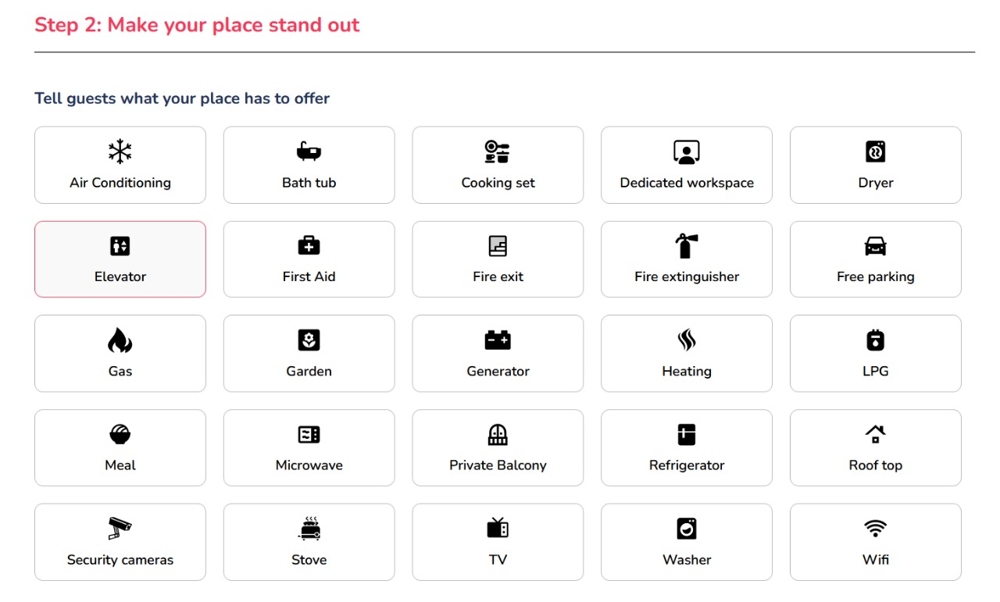 Step 2: Make your place stand out
Tell guests what your place has to offer
Air Conditioning
Bath tub
Cooking set
Dedicated workspace
Dryer
Elevator
First Aid
Fire exit
Fire extinguisher
Free parking
Gas
Garden
Generator
Heating
LPG
Meal
Microwave
Private Balcony
Refrigerator
Roof top
Security cameras
Stove
TV
Washer
Wifi